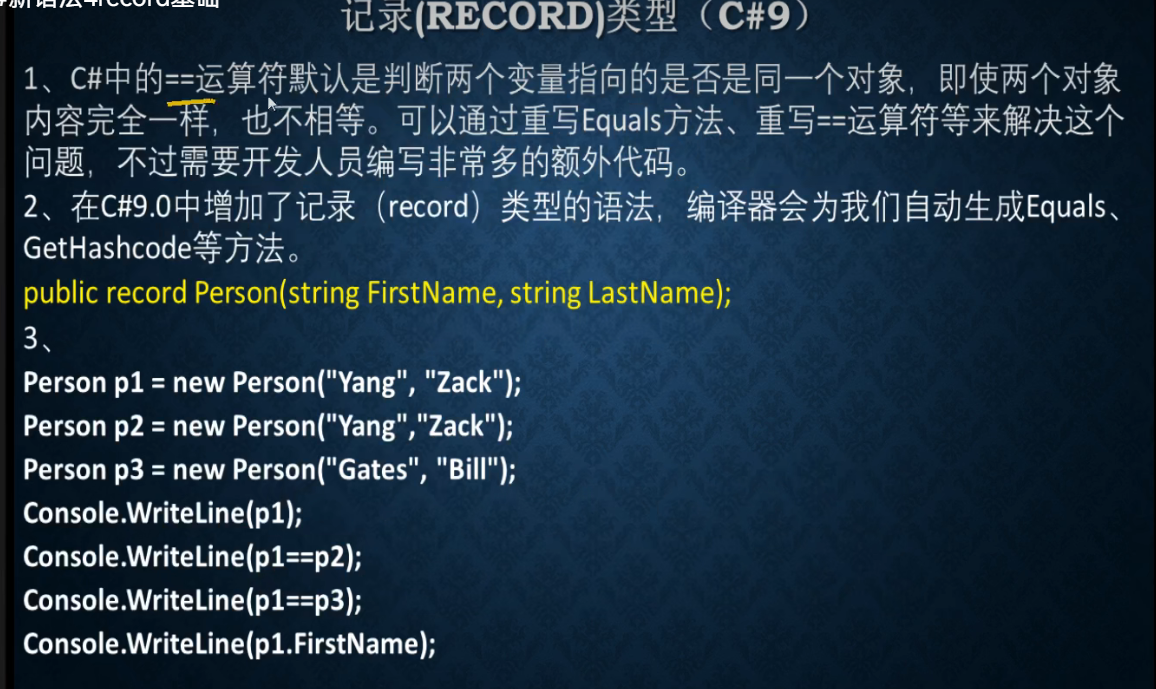 新语法4record基础
记录(RECORD)类型（C#9）
1、C#中的==运算符默认是判断两个变量指向的是否是同一个对象，即使两个对象
内容完全一样，也不相等。可以通过重写Equals方法、重写==运算符等来解决这个
问题，不过需要开发人员编写非常多的额外代码。
2、在C#9.0中增加了记录（record）类型的语法，编译器会为我们自动生成Equals、
GetHashcode等方法。
public record Person(string FirstName, string LastName);
3、
Person p1 = new Person("Yang", "Zack");
Person p2 = new Person("Yang","Zack");
Person p3 = new Person("Gates", "Bill");
Console.WriteLine(p1);
Console.WriteLine(p1==p2);
Console.WriteLine(p1==p3);
Console.WriteLine(p1.FirstName);